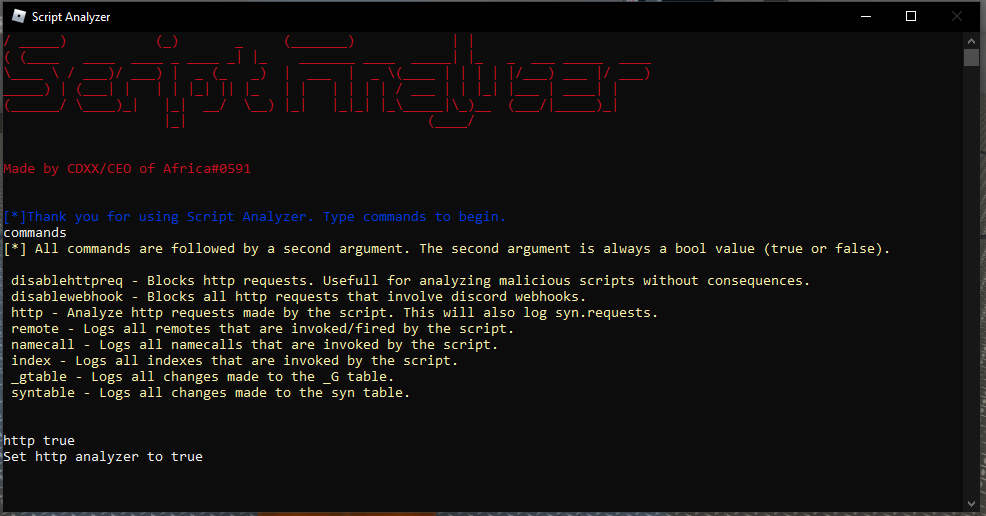 Script Analyzer
Script Analyzer
Made by CDXX/CEO of Africa#0591
[*]Thank you for using Script Analyzer. Type commands to begin.
commands
[*] All commands are followed by a second argument. The second argument is always a bool value (true or false).
disablehttpreq - Blocks http requests. Usefull for analyzing malicious scripts without consequences.
disablewebhook - Blocks all http requests that involve discord webhooks.
http - Analyze http requests made by the script. This will also log syn.requests.
remote - Logs all remotes that are invoked/fired by the script.
namecall - Logs all namecalls that are invoked by the script.
index - Logs all indexes that are invoked by the script.
_gtable - Logs all changes made to the _G table.
syntable - Logs all changes made to the syn table.
http true
Set http analyzer to true